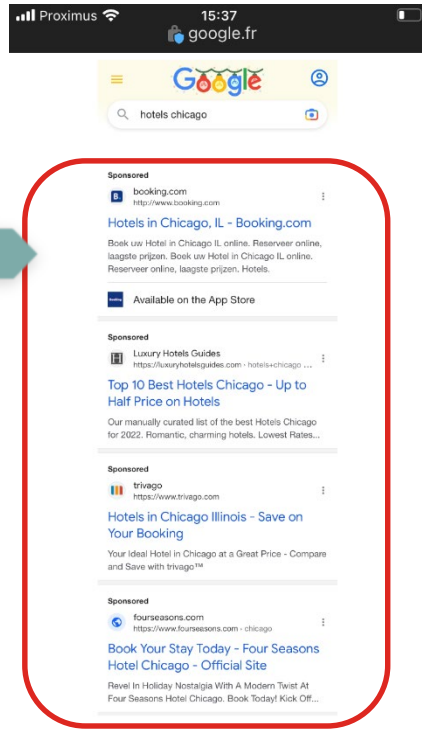 Proximus
15:37
google.fr
Google
hotels chicago
Sponsored
B.
booking.com
http://www.booking.com
Hotels in Chicago, IL - Booking.com
Boek uw Hotel in Chicago IL online. Reserveer online,
laagste prijzen. Boek uw Hotel in Chicago IL online.
Reserveer online, laagste prijzen. Hotels.
Available on the App Store
Sponsored
H
Luxury Hotels Guides
https://luxuryhotelsguides.com › hotels+chicago ...
Top 10 Best Hotels Chicago - Up to
Half Price on Hotels
Our manually curated list of the best Hotels Chicago
for 2022. Romantic, charming hotels. Lowest Rates...
Sponsored
trivago
https://www.trivago.com
Hotels in Chicago Illinois - Save on
Your Booking
Your Ideal Hotel in Chicago at a Great Price - Compare
and Save with trivago™
Sponsored
fourseasons.com
https://www.fourseasons.com › chicago
Book Your Stay Today - Four Seasons
Hotel Chicago - Official Site
Revel In Holiday Nostalgia With A Modern Twist At
Four Seasons Hotel Chicago. Book Today! Kick Off...